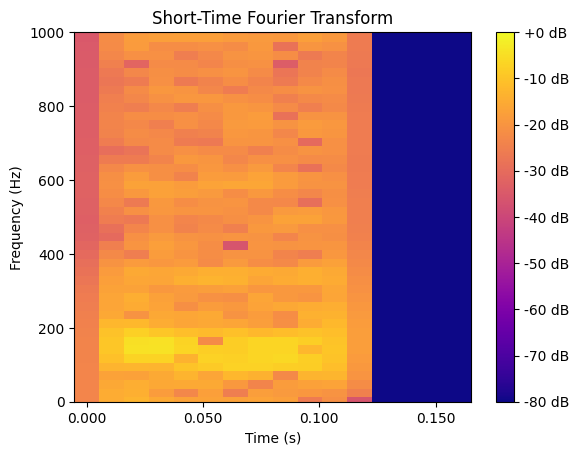 Short-Time Fourier Transform
1000
800
600
400
200
0
Frequency (Hz)
0.000
0.050
0.100
0.150
Time (s)
+0 dB
-10 dB
-20 dB
-30 dB
-40 dB
-50 dB
-60 dB
-70 dB
-80 dB